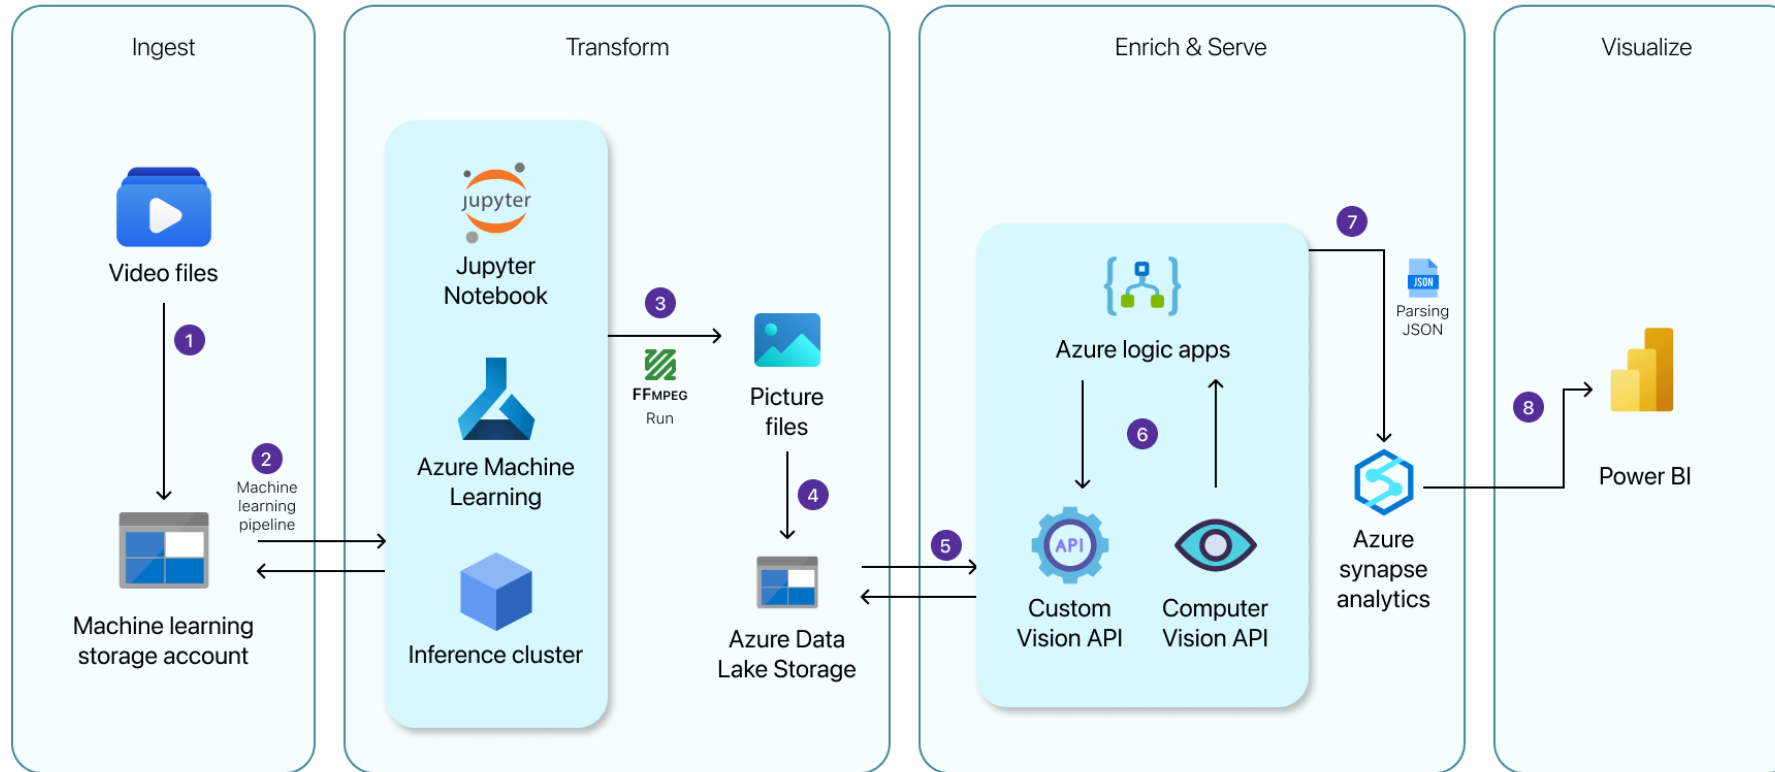 Ingest
Transform
Enrich & Serve
Visualize
Video files
1
Machine learning
storage account
2
Machine
learning
pipeline
jupyter
Jupyter
Notebook
Azure Machine
Learning
Inference cluster
3
FFMPEG
Run
Picture
files
4
Azure Data
Lake Storage
5
Azure logic apps
6
API
Custom
Vision API
Computer
Vision API
7
JSON
Parsing
JSON
Azure
synapse
analytics
8
Power BI